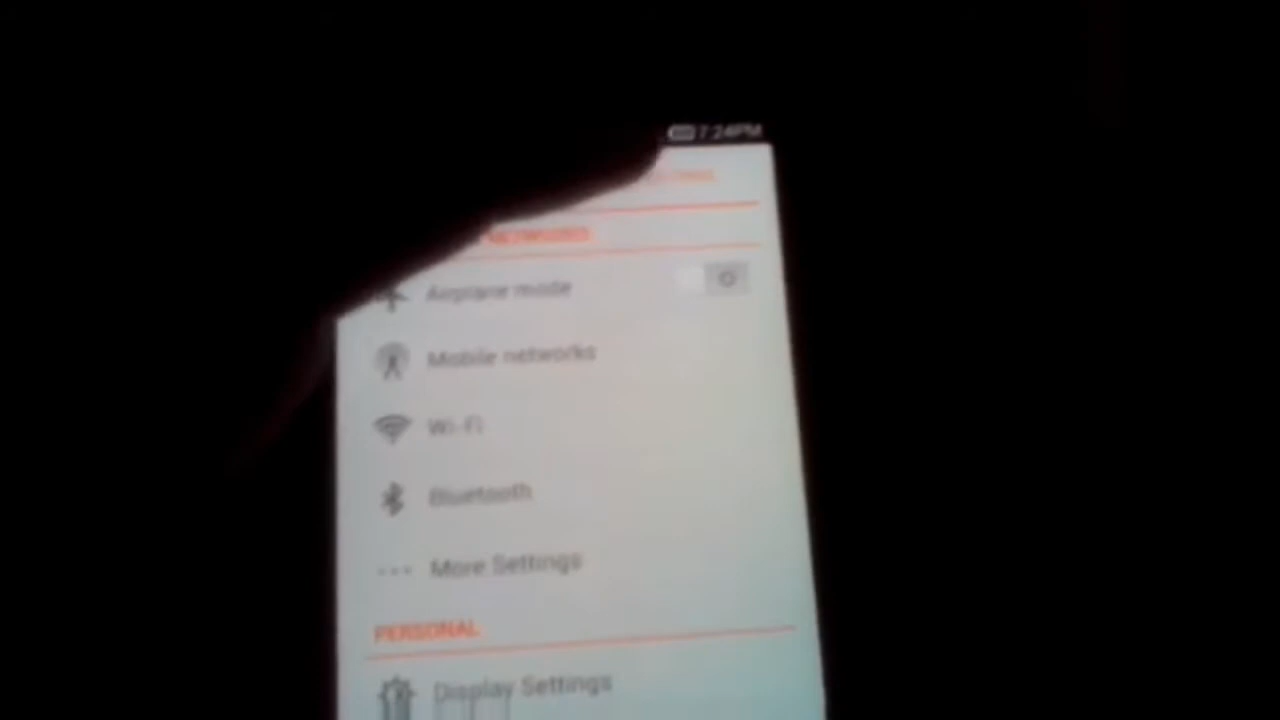 7:24PM
NETWORKS
Airplane mode
Mobile networks
Wi-Fi
Bluetooth
More Settings
PERSONAL
Display Settings